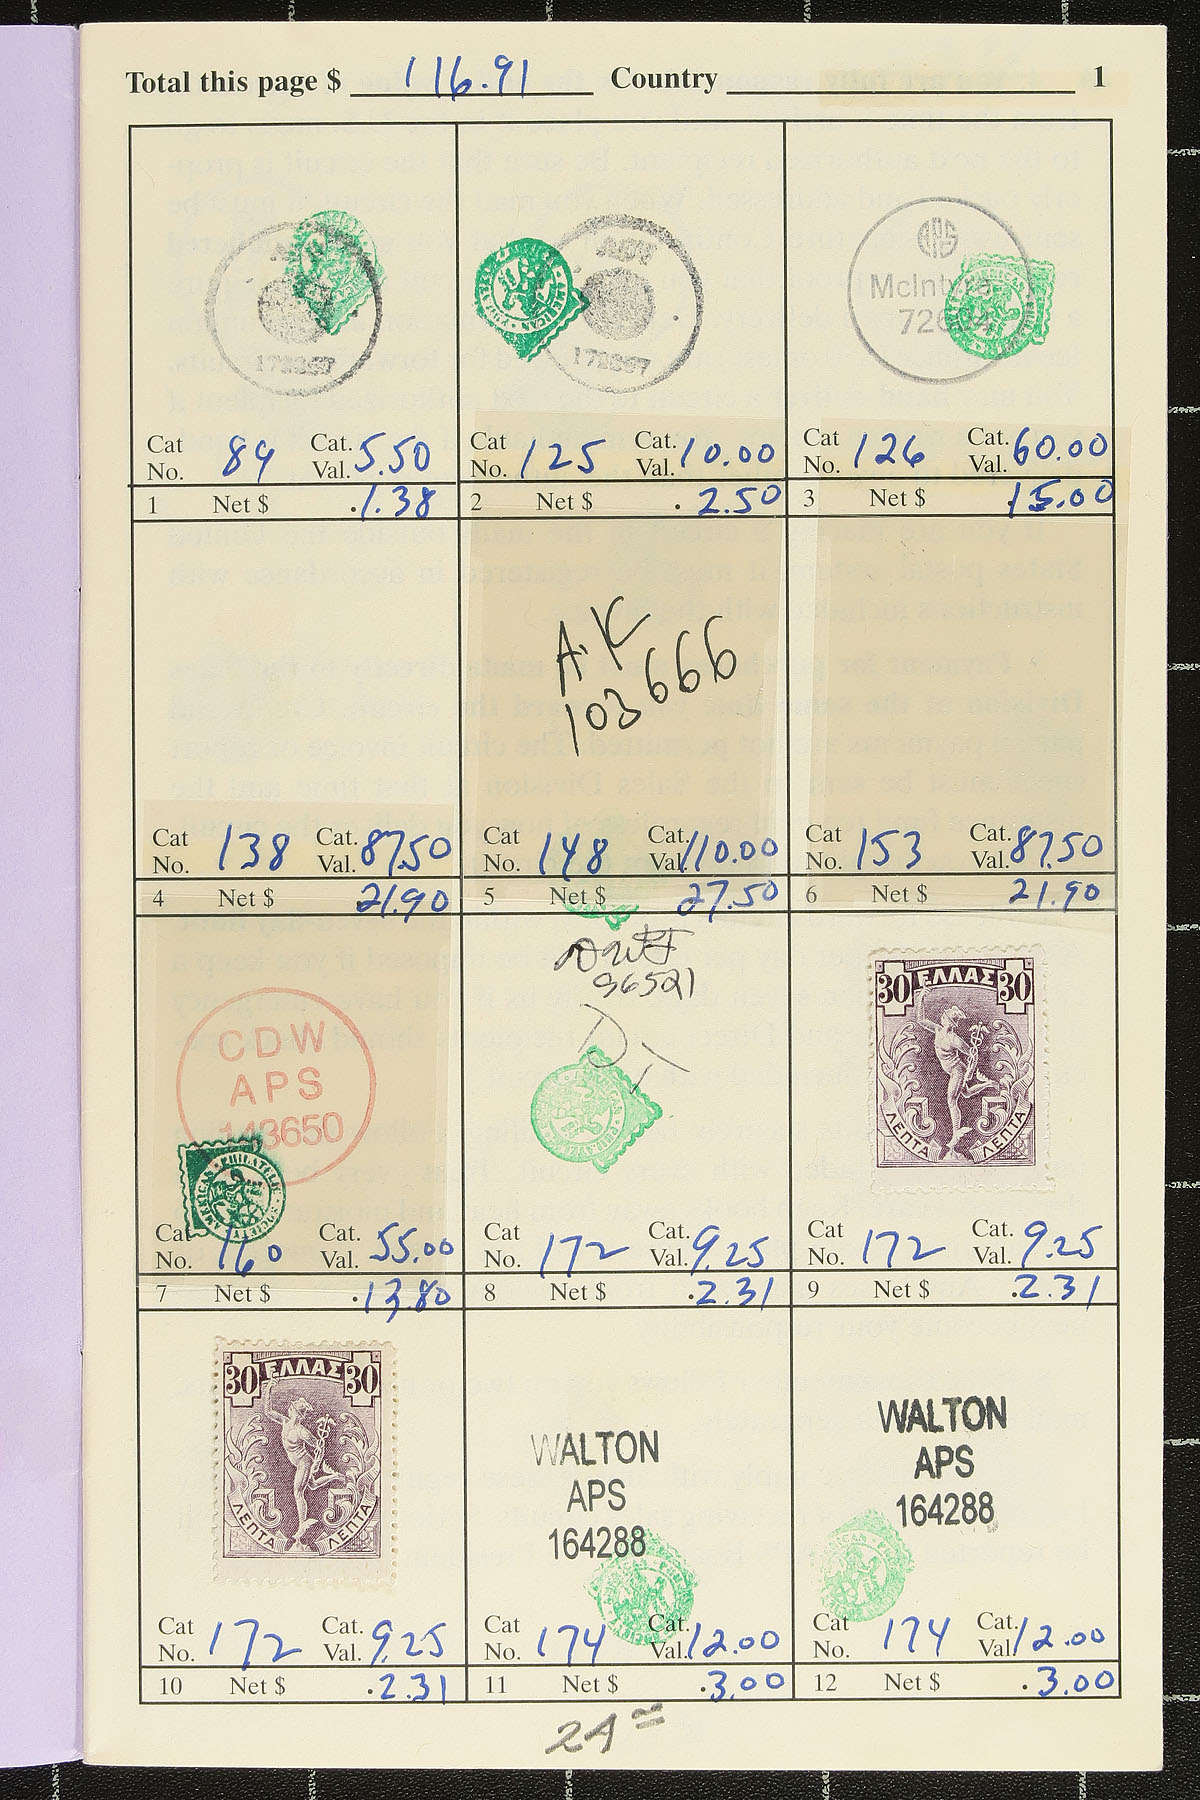 Total this page $ 116.91 Country 1
172367
172367
McIntyre
Cat No. 84 Cat. Val. 5.50
1 Net $ .1.38
AMERICAN · PHILATELIC
Cat No. 125 Cat. Val. 10.00
2 Net $ .2.50
Cat No. 126 Cat. Val. 60.00
3 Net $ 15.00
Cat No. 138 Cat. Val. 87.50
4 Net $ 21.90
A.K
103666
Cat No. 148 Cat. Val. 110.00
5 Net $ 27.50
Cat No. 153 Cat. Val. 87.50
6 Net $ 21.90
CDW
APS
143650
AMERICAN · PHILATELIC SOCIETY
Cat No. 160 Cat. Val. 55.00
7 Net $ .13.80
96521
Cat No. 172 Cat. Val. 9.25
8 Net $ .2.31
30 ΕΛΛΑΣ 30
5 5
ΛΕΠΤΑ ΛΕΠΤΑ
Cat No. 172 Cat. Val. 9.25
9 Net $ .2.31
30 ΕΛΛΑΣ 30
5 5
ΛΕΠΤΑ ΛΕΠΤΑ
Cat No. 172 Cat. Val. 9.25
10 Net $ .2.31
WALTON
APS
164288
Cat No. 174 Cat. Val. 12.00
11 Net $ .3.00
WALTON
APS
164288
Cat No. 174 Cat. Val. 12.00
12 Net $ .3.00